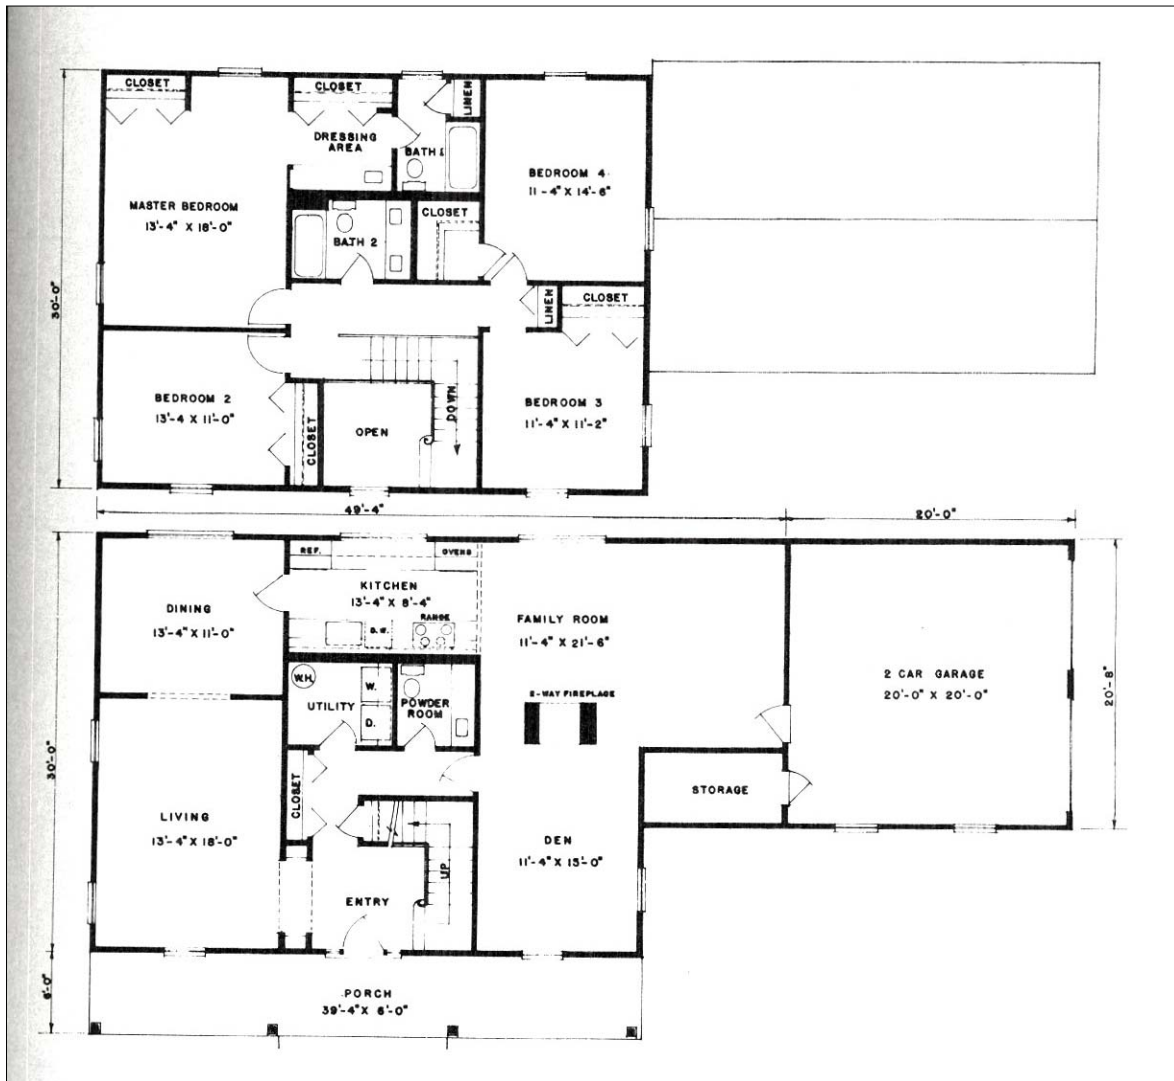 CLOSET
CLOSET
LINEN
DRESSING
AREA
BATH 1
BEDROOM 4
11'-4" X 14'-6"
MASTER BEDROOM
13'-4" X 18'-0"
CLOSET
BATH 2
30'-0"
LINEN
CLOSET
BEDROOM 2
13'-4 X 11'-0"
CLOSET
OPEN
DOWN
BEDROOM 3
11'-4" X 11'-2"
49'-4"
20'-0"
REF.
OVENS
KITCHEN
13'-4" X 8'-4"
DINING
13'-4" X 11'-0"
D.W.
RANGE
FAMILY ROOM
11'-4" X 21'-6"
2 CAR GARAGE
20'-0" X 20'-0"
20'-8"
W.H.
W.
UTILITY
D.
POWDER
ROOM
2-WAY FIREPLACE
30'-0"
CLOSET
STORAGE
LIVING
13'-4" X 18'-0"
UP
DEN
11'-4" X 15'-0"
ENTRY
6'-0"
PORCH
39'-4" X 6'-0"